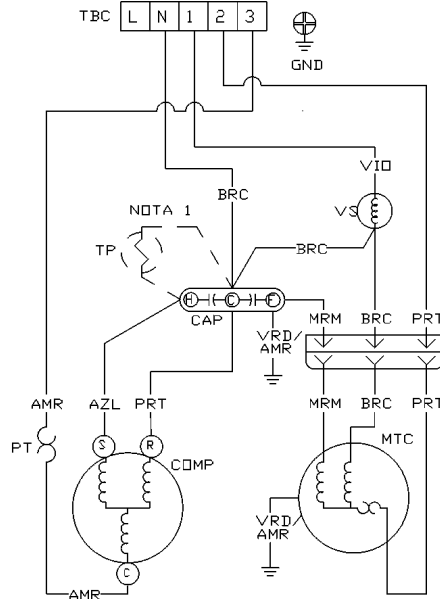 TBC L N 1 2 3
GND
VIO
BRC
NOTA 1
VS
TP
BRC
H C F
CAP
MRM BRC PRT
VRD/
AMR
AMR AZL PRT
MRM BRC PRT
PT
S R
COMP
MTC
VRD/
AMR
C
AMR